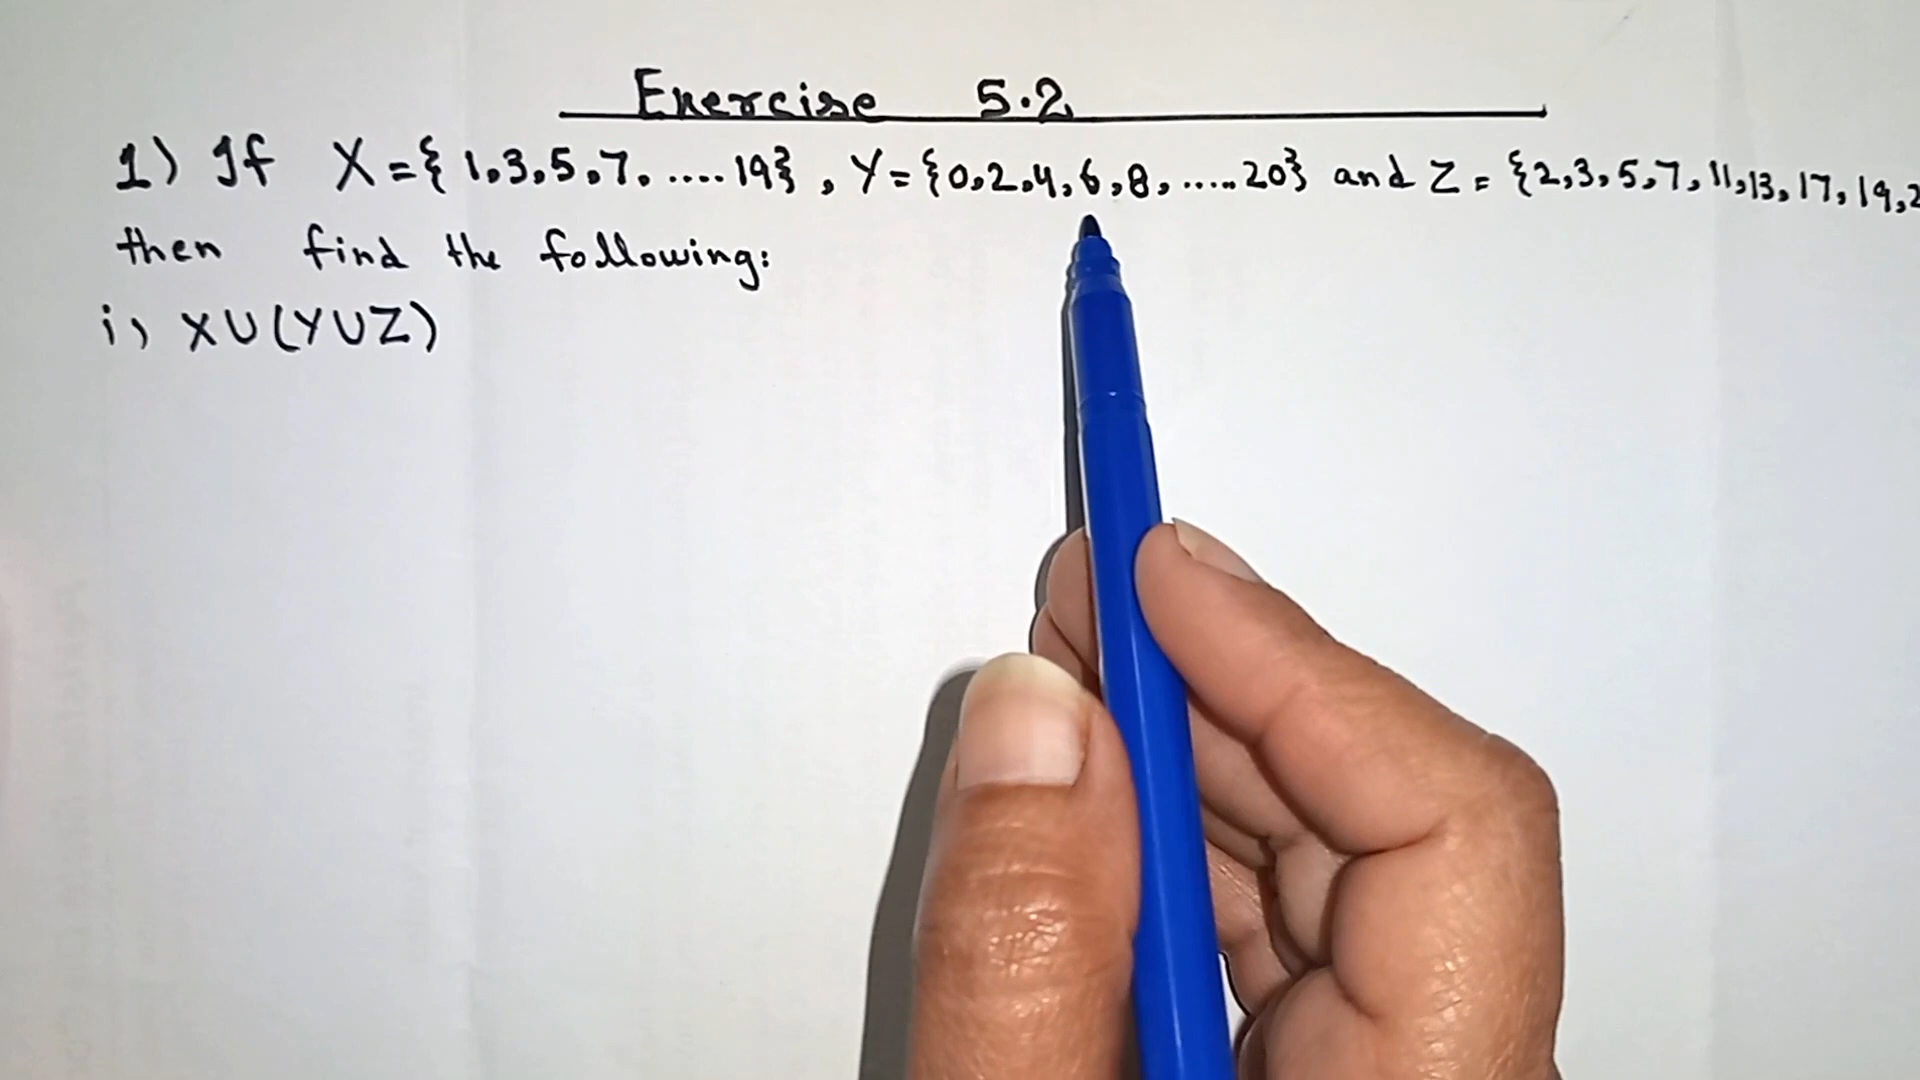 Exercise 5.2
1) If X = { 1,3,5,7, .... 19} , Y = {0,2,4,6,8, ..... 20} and Z = {2,3,5,7,11,13,17,19,2
then find the following:
i) X∪(Y∪Z)